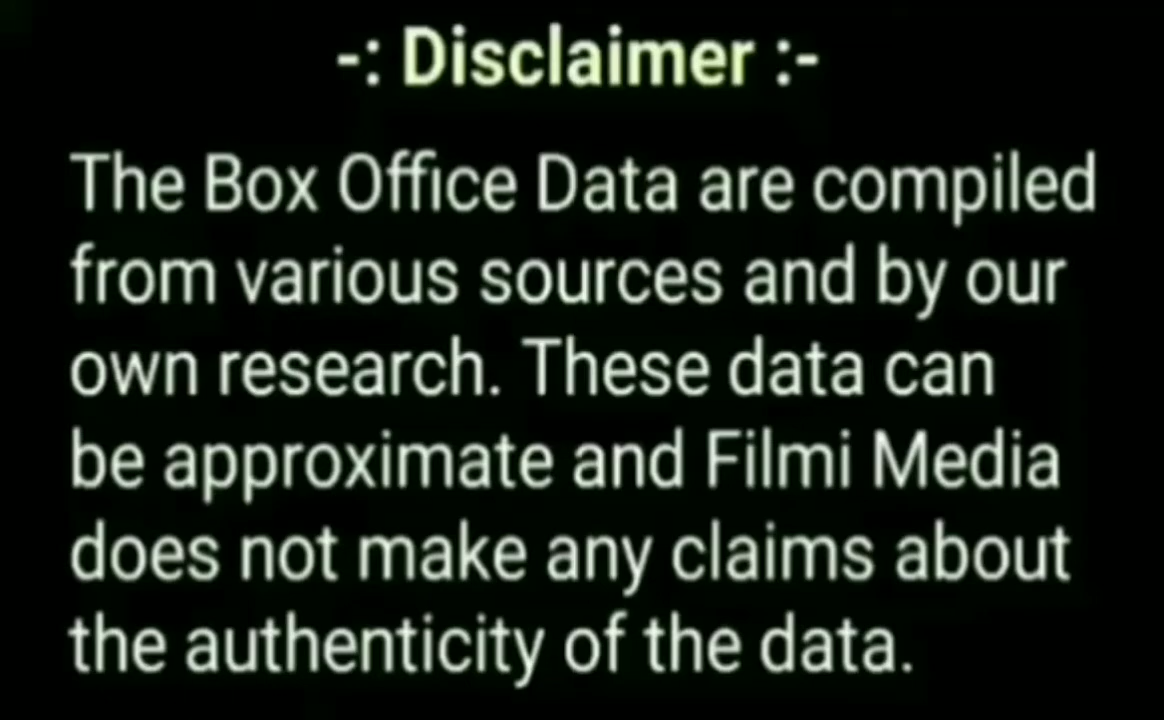 -: Disclaimer :-
The Box Office Data are compiled
from various sources and by our
own research. These data can
be approximate and Filmi Media
does not make any claims about
the authenticity of the data.